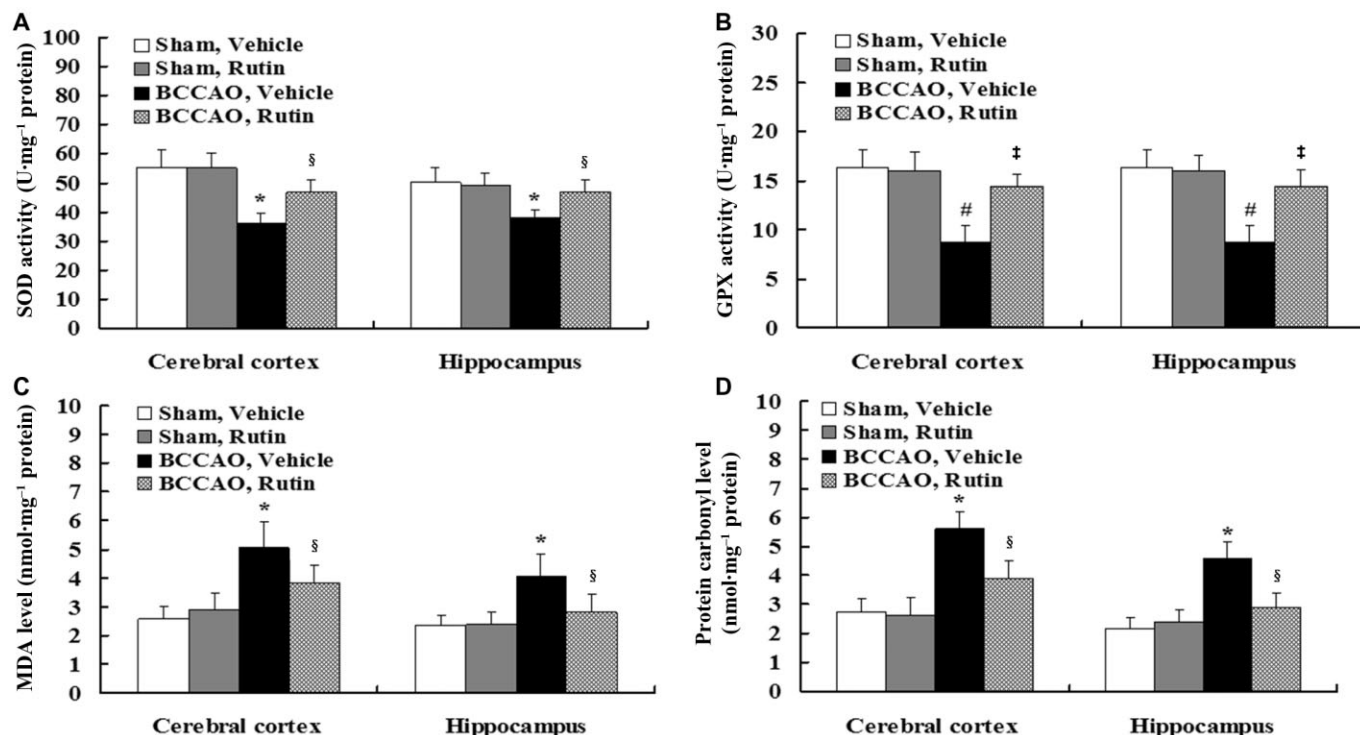 A
SOD activity (U·mg⁻¹ protein)
100
90
80
70
60
50
40
30
20
10
0
Sham, Vehicle
Sham, Rutin
BCCAO, Vehicle
BCCAO, Rutin
*
§
*
§
Cerebral cortex
Hippocampus
B
GPX activity (U·mg⁻¹ protein)
30
25
20
15
10
5
0
Sham, Vehicle
Sham, Rutin
BCCAO, Vehicle
BCCAO, Rutin
#
‡
#
‡
Cerebral cortex
Hippocampus
C
MDA level (nmol·mg⁻¹ protein)
10
9
8
7
6
5
4
3
2
1
0
Sham, Vehicle
Sham, Rutin
BCCAO, Vehicle
BCCAO, Rutin
*
§
*
§
Cerebral cortex
Hippocampus
D
Protein carbonyl level
(nmol·mg⁻¹ protein)
10
9
8
7
6
5
4
3
2
1
0
Sham, Vehicle
Sham, Rutin
BCCAO, Vehicle
BCCAO, Rutin
*
§
*
§
Cerebral cortex
Hippocampus